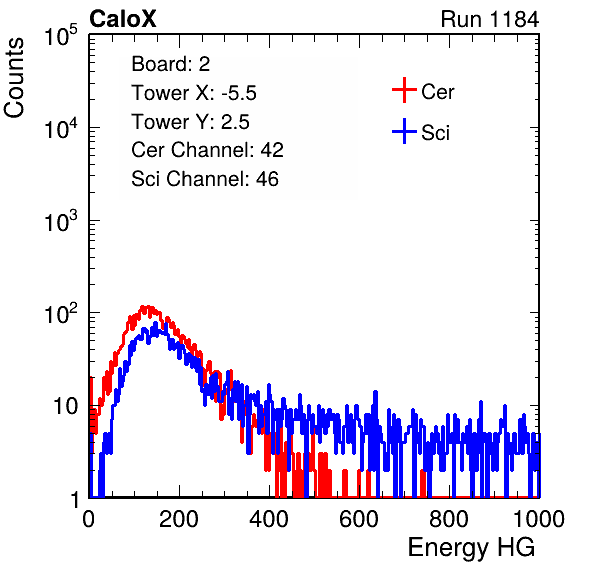 CaloX Run 1184
Counts
10^5
10^4
10^3
10^2
10
1
Board: 2
Tower X: -5.5
Tower Y: 2.5
Cer Channel: 42
Sci Channel: 46
Cer
Sci
0 200 400 600 800 1000
Energy HG